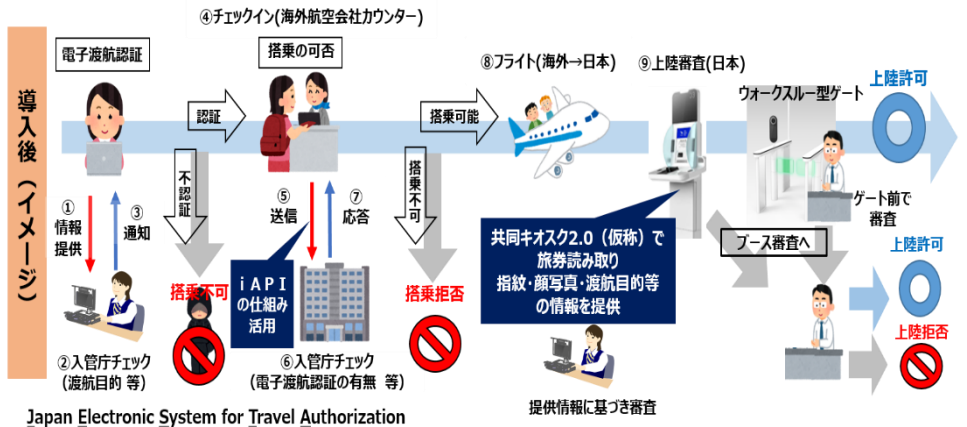 ④チェックイン(海外航空会社カウンター)
導入後(イメージ)
電子渡航認証
搭乗の可否
⑧フライト(海外→日本)
⑨上陸審査(日本)
ウォークスルー型ゲート
上陸許可
認証
搭乗可能
不認証
搭乗不可
①
情報
提供
③
通知
⑤
送信
⑦
応答
ゲート前で
審査
共同キオスク2.0(仮称)で
旅券読み取り
指紋・顔写真・渡航目的等
の情報を提供
ブース審査へ
上陸許可
iAPI
の仕組み
活用
搭乗不可
搭乗拒否
上陸拒否
②入管庁チェック
(渡航目的 等)
⑥入管庁チェック
(電子渡航認証の有無 等)
提供情報に基づき審査
Japan Electronic System for Travel Authorization